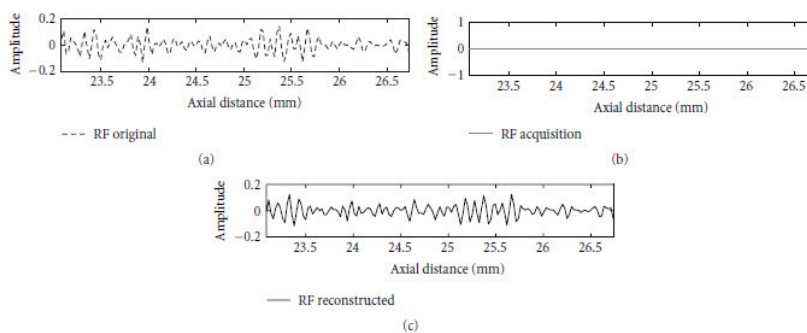 0.2
0
−0.2
Amplitude
23.5 24 24.5 25 25.5 26 26.5
Axial distance (mm)
RF original
(a)
1
0
−1
Amplitude
23.5 24 24.5 25 25.5 26 26.5
Axial distance (mm)
RF acquisition
(b)
0.2
0
−0.2
Amplitude
23.5 24 24.5 25 25.5 26 26.5
Axial distance (mm)
RF reconstructed
(c)